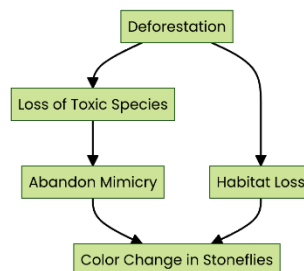 Deforestation
Loss of Toxic Species
Abandon Mimicry
Habitat Loss
Color Change in Stoneflies